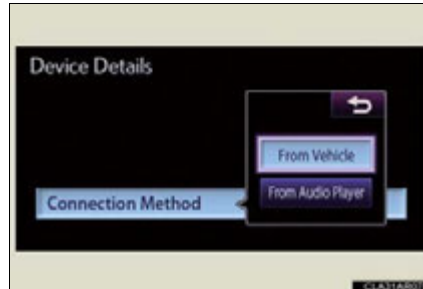 Device Details
From Vehicle
From Audio Player
Connection Method